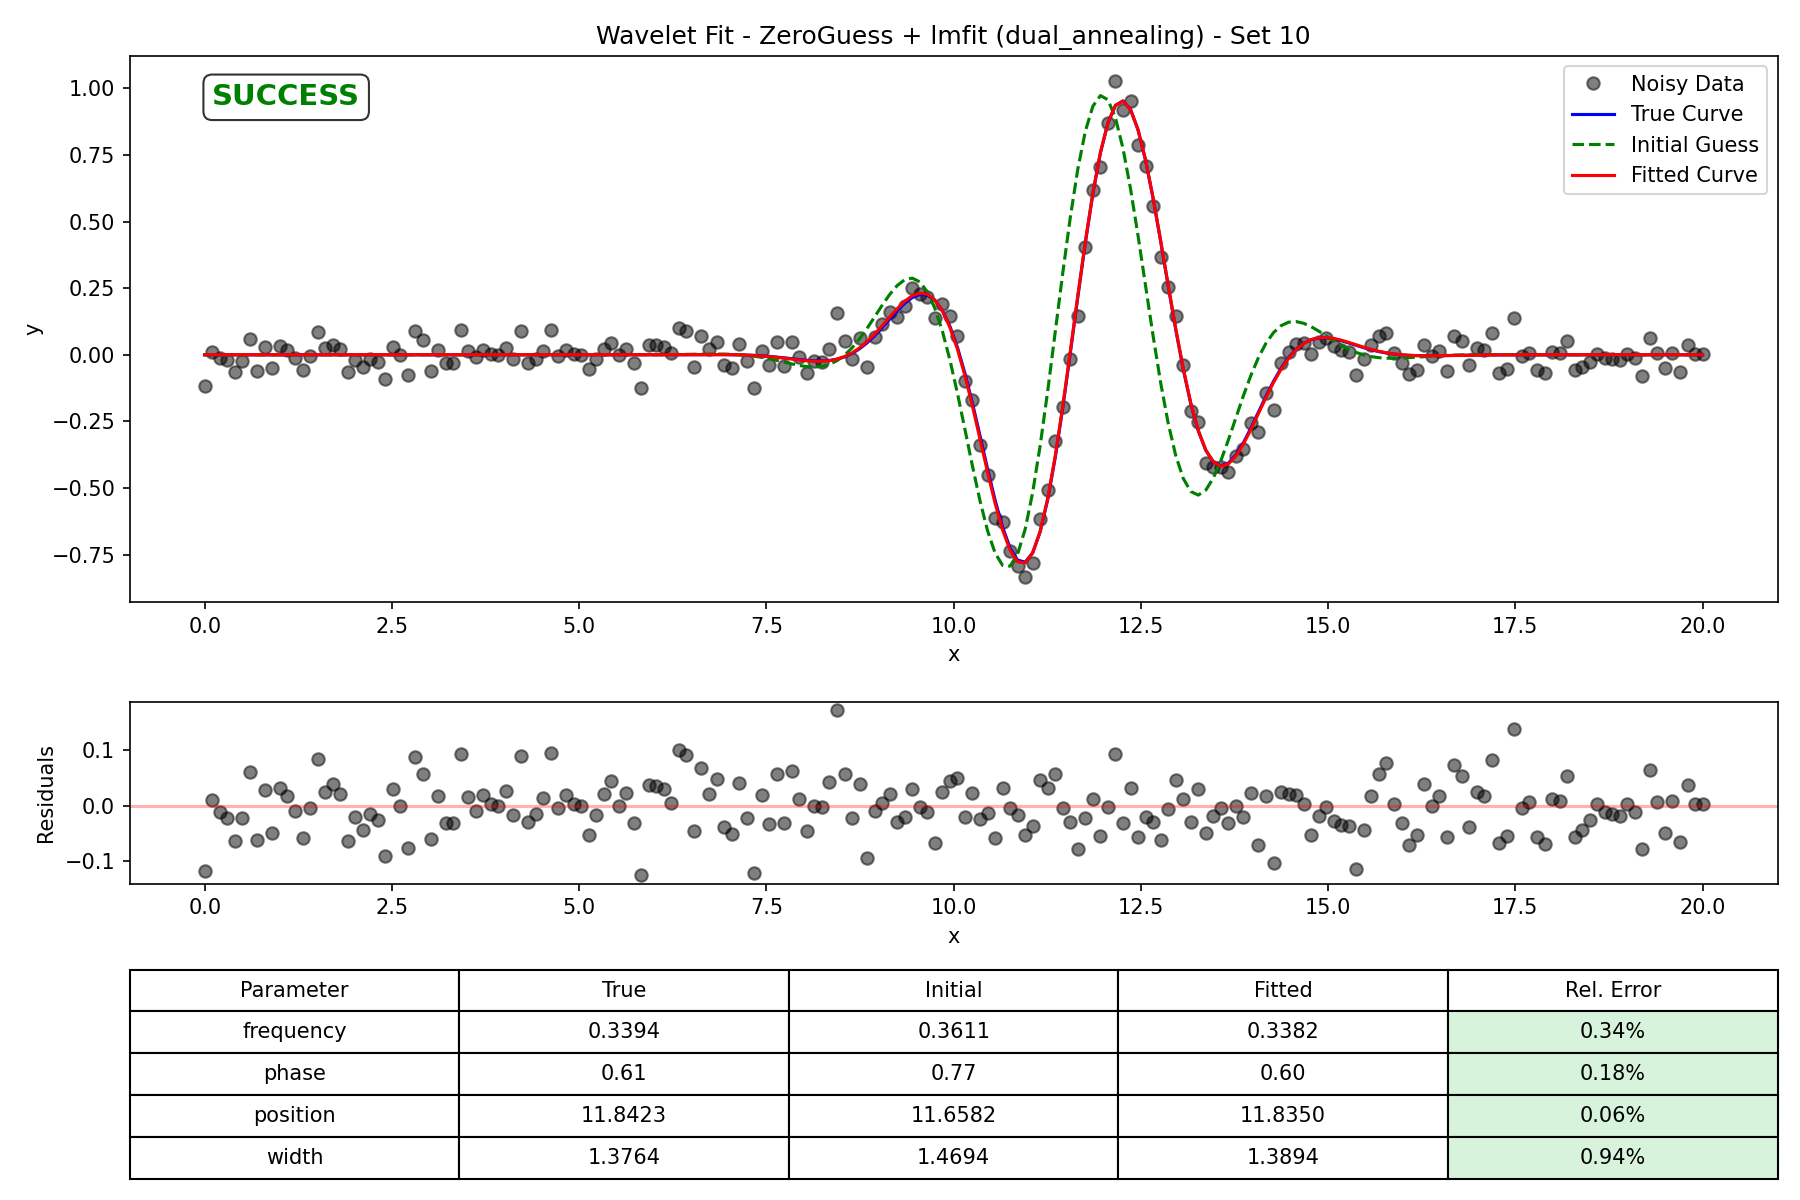 Wavelet Fit - ZeroGuess + lmfit (dual_annealing) - Set 10
SUCCESS
Noisy Data
True Curve
Initial Guess
Fitted Curve
1.00
0.75
0.50
0.25
0.00
−0.25
−0.50
−0.75
y
0.0 2.5 5.0 7.5 10.0 12.5 15.0 17.5 20.0
x
0.1
0.0
−0.1
Residuals
0.0 2.5 5.0 7.5 10.0 12.5 15.0 17.5 20.0
x
Parameter True Initial Fitted Rel. Error
frequency 0.3394 0.3611 0.3382 0.34%
phase 0.61 0.77 0.60 0.18%
position 11.8423 11.6582 11.8350 0.06%
width 1.3764 1.4694 1.3894 0.94%